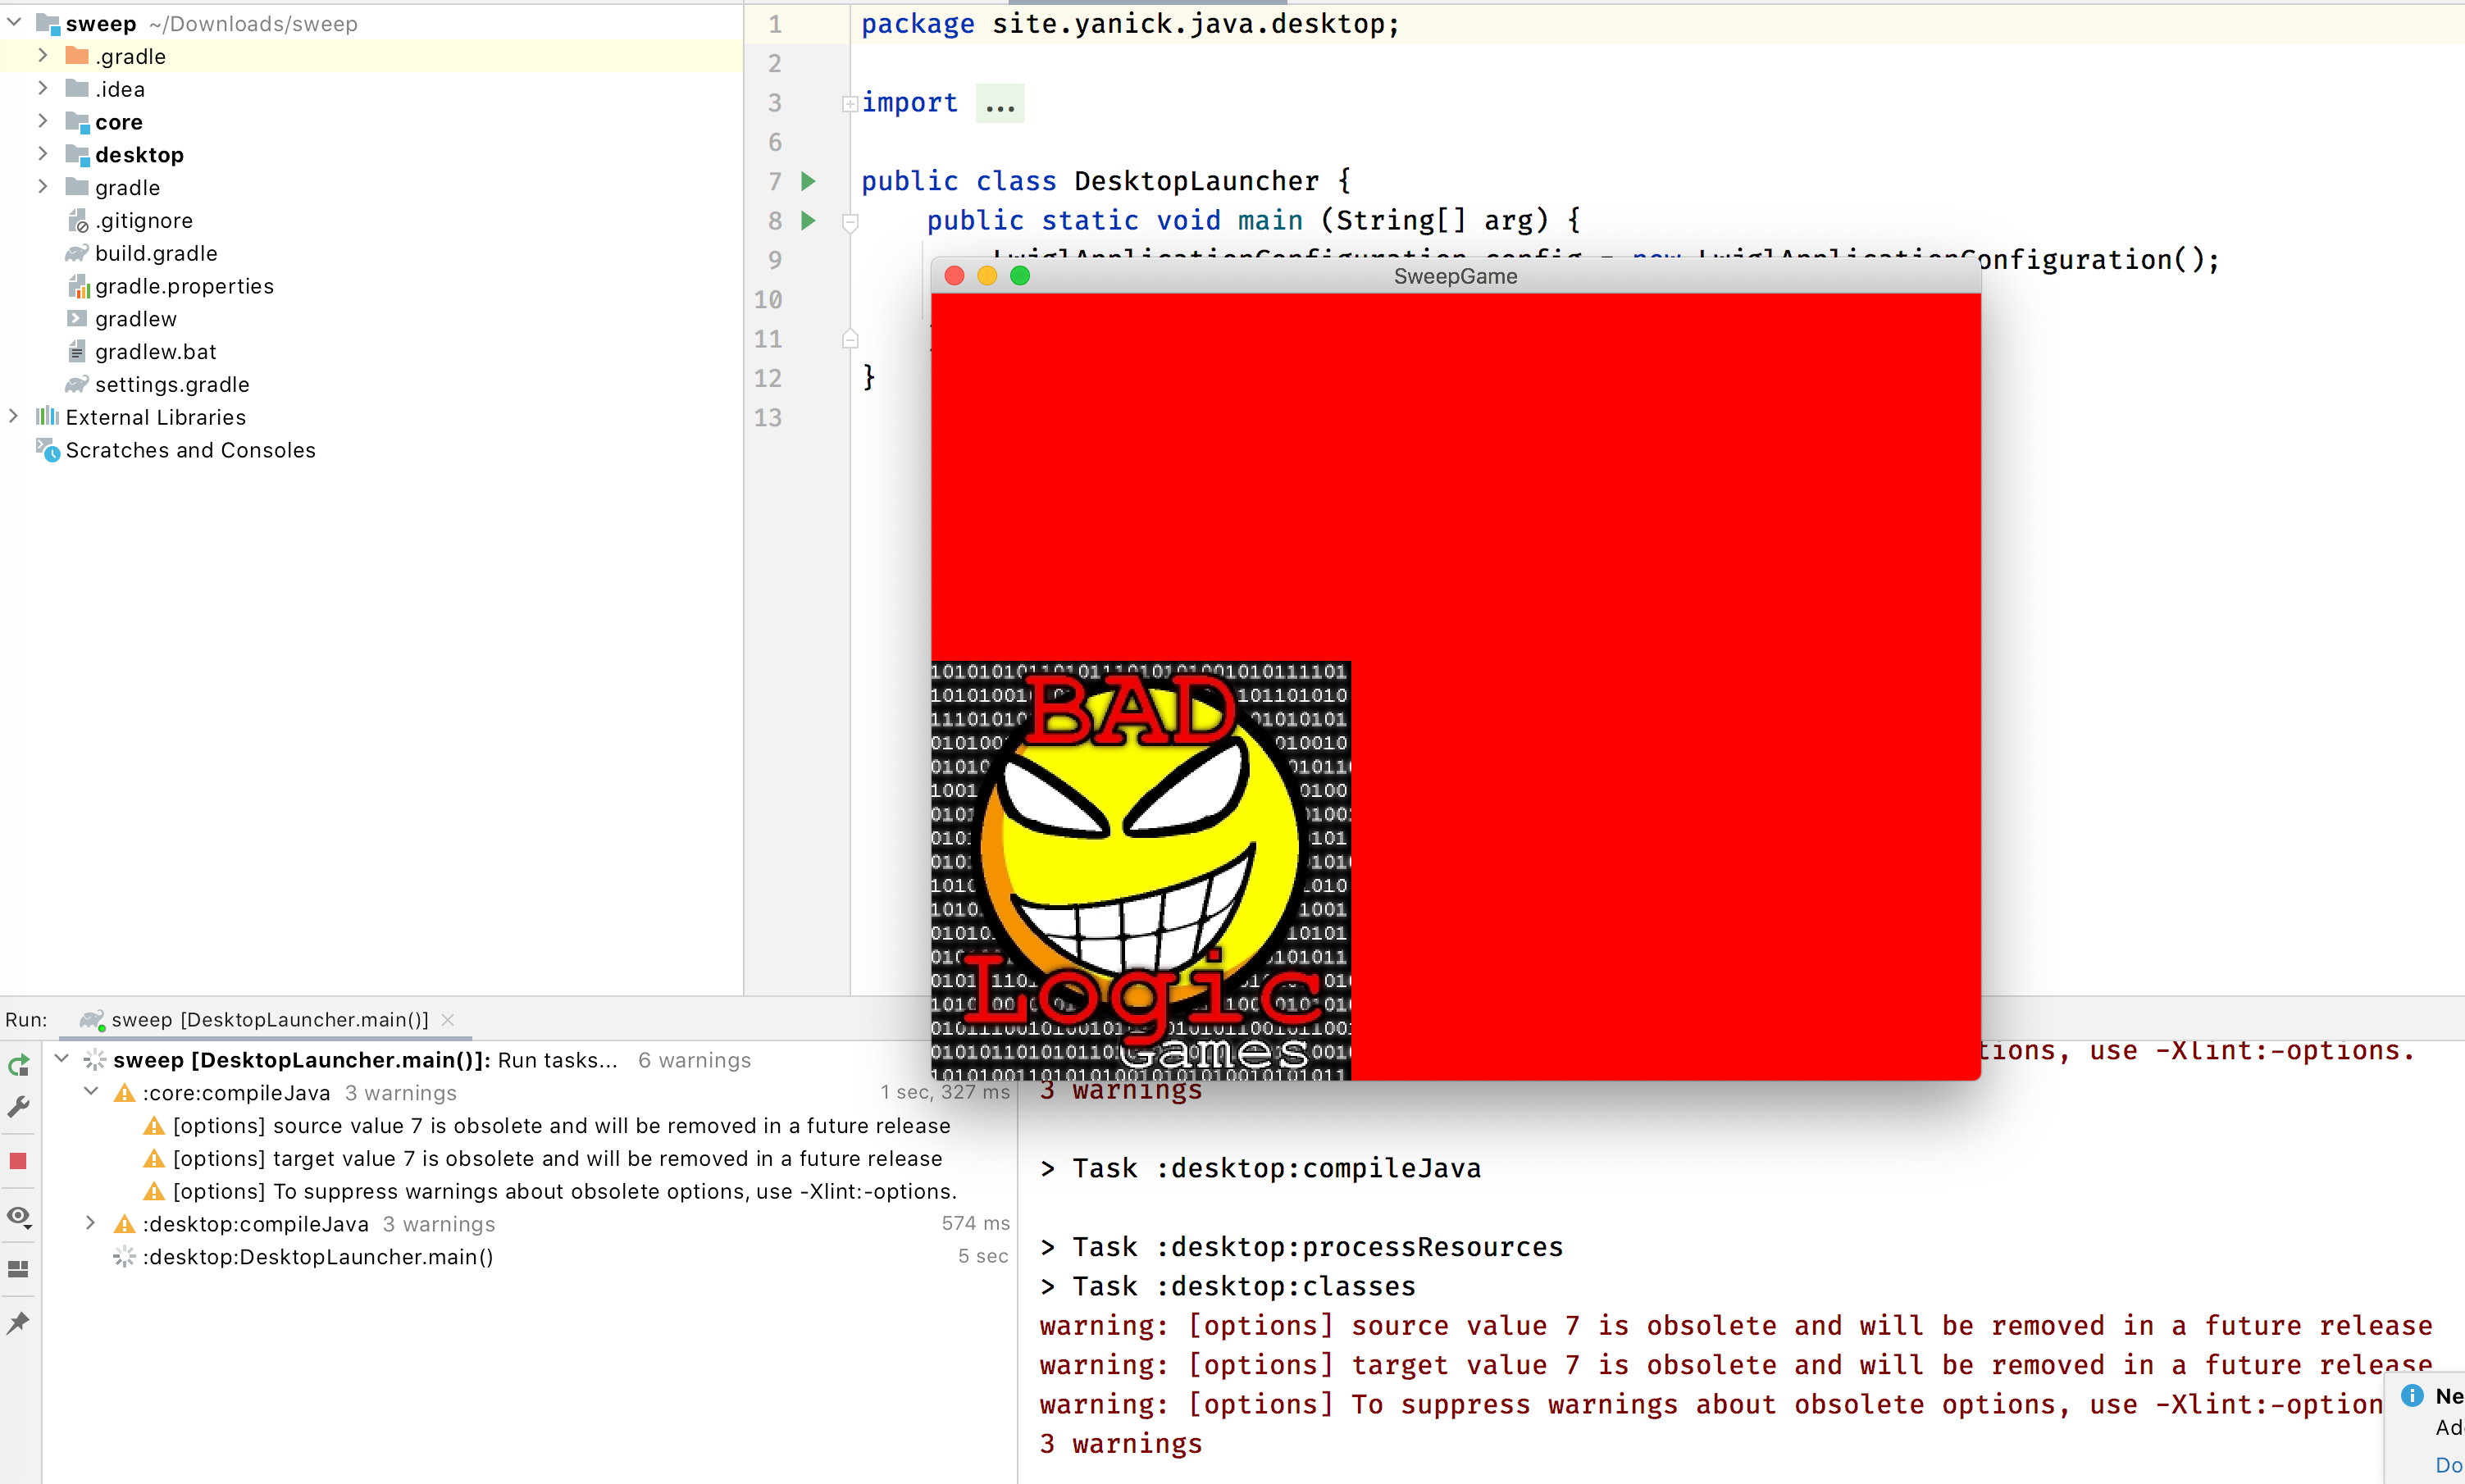 sweep ~/Downloads/sweep
.gradle
.idea
core
desktop
gradle
.gitignore
build.gradle
gradle.properties
gradlew
gradlew.bat
settings.gradle
External Libraries
Scratches and Consoles
1 package site.yanick.java.desktop;
2
3 import ...
6
7 public class DesktopLauncher {
8 public static void main (String[] arg) {
9 LwjglApplicationConfiguration config = new LwjglApplicationConfiguration();
10
11
12 }
13
SweepGame
BAD
Logic
Games
Run: sweep [DesktopLauncher.main()]
sweep [DesktopLauncher.main()]: Run tasks... 6 warnings
:core:compileJava 3 warnings 1 sec, 327 ms
[options] source value 7 is obsolete and will be removed in a future release
[options] target value 7 is obsolete and will be removed in a future release
[options] To suppress warnings about obsolete options, use -Xlint:-options.
:desktop:compileJava 3 warnings 574 ms
:desktop:DesktopLauncher.main() 5 sec
tions, use -Xlint:-options.
3 warnings
> Task :desktop:compileJava
> Task :desktop:processResources
> Task :desktop:classes
warning: [options] source value 7 is obsolete and will be removed in a future release
warning: [options] target value 7 is obsolete and will be removed in a future release
warning: [options] To suppress warnings about obsolete options, use -Xlint:-option
3 warnings
Ne
Do